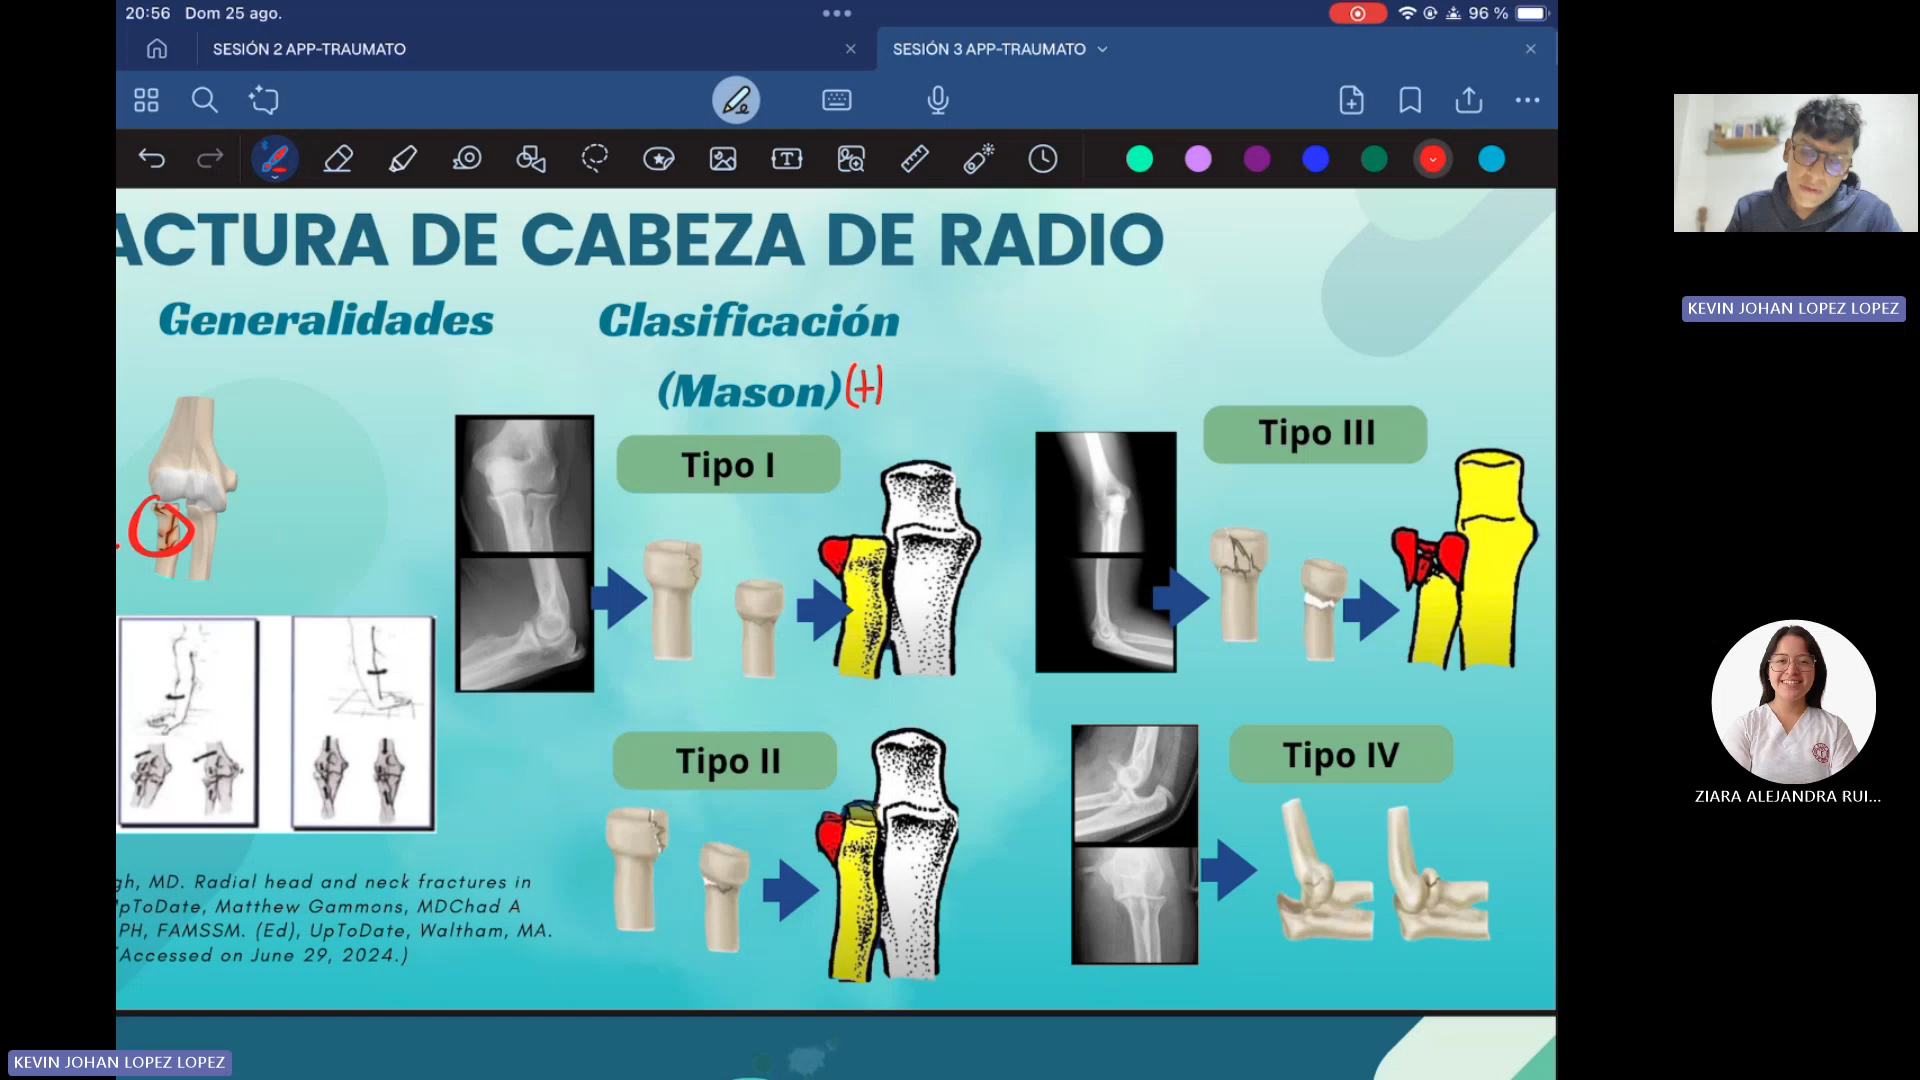 20:56 Dom 25 ago.
96 %
SESIÓN 2 APP-TRAUMATO
SESIÓN 3 APP-TRAUMATO
ACTURA DE CABEZA DE RADIO
Generalidades
Clasificación
(Mason) (+)
Tipo I
Tipo III
Tipo II
Tipo IV
gh, MD. Radial head and neck fractures in
UpToDate, Matthew Gammons, MDChad A
PH, FAMSSM. (Ed), UpToDate, Waltham, MA.
(Accessed on June 29, 2024.)
KEVIN JOHAN LOPEZ LOPEZ
ZIARA ALEJANDRA RUI...
KEVIN JOHAN LOPEZ LOPEZ